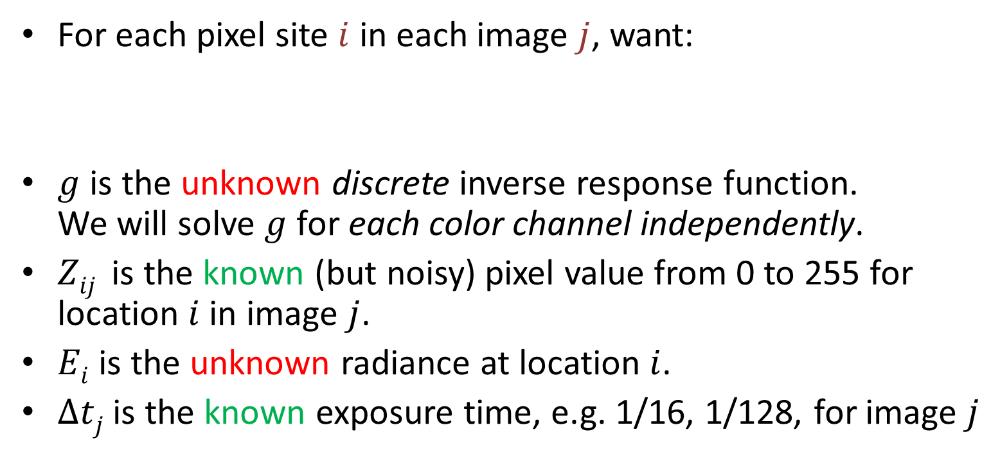 • For each pixel site i in each image j, want:
• g is the unknown discrete inverse response function.
We will solve g for each color channel independently.
• Z_{ij} is the known (but noisy) pixel value from 0 to 255 for
location i in image j.
• E_i is the unknown radiance at location i.
• Δt_j is the known exposure time, e.g. 1/16, 1/128, for image j